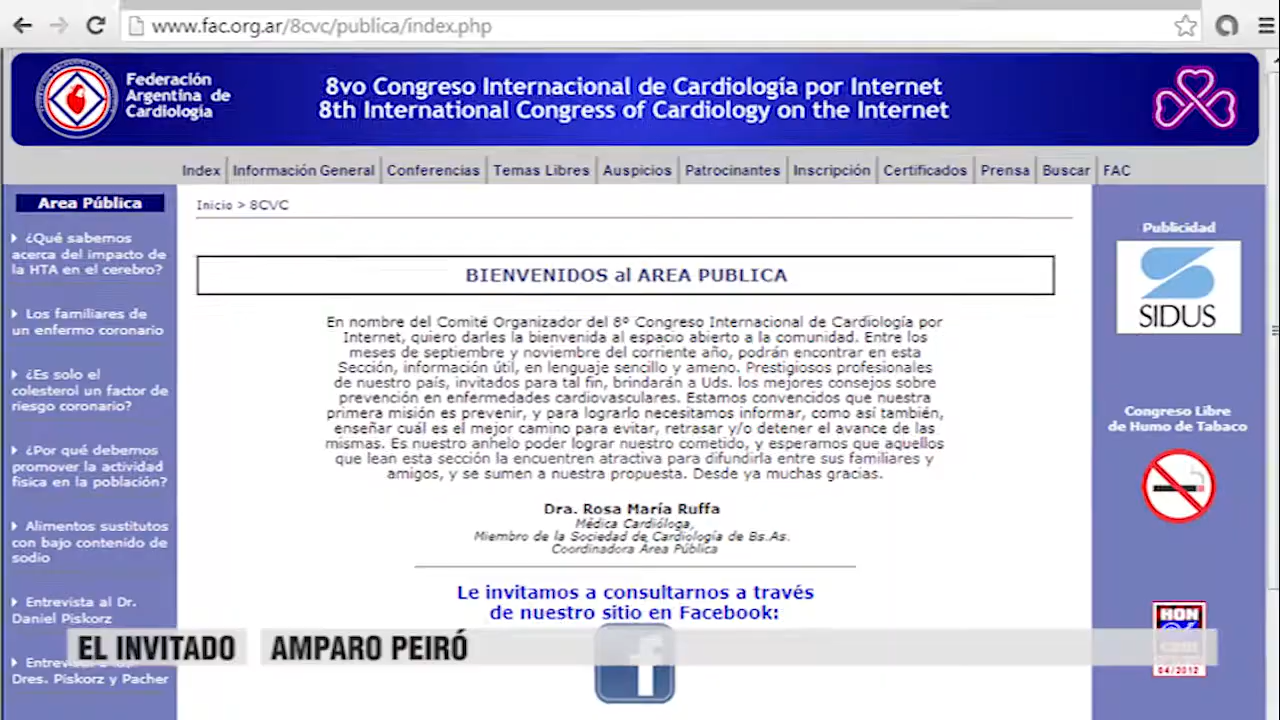 www.fac.org.ar/8cvc/publica/index.php
Federación
Argentina de
Cardiología
8vo Congreso Internacional de Cardiología por Internet
8th International Congress of Cardiology on the Internet
Index
Información General
Conferencias
Temas Libres
Auspicios
Patrocinantes
Inscripción
Certificados
Prensa
Buscar
FAC
Area Pública
¿Qué sabemos
acerca del impacto de
la HTA en el cerebro?
Los familiares de
un enfermo coronario
¿Es solo el
colesterol un factor de
riesgo coronario?
¿Por qué debemos
promover la actividad
física en la población?
Alimentos sustitutos
con bajo contenido de
sodio
Entrevista al Dr.
Daniel Piskorz
Dres. Piskorz y Pacher
Inicio > 8CVC
BIENVENIDOS al AREA PUBLICA
En nombre del Comité Organizador del 8º Congreso Internacional de Cardiología por
Internet, quiero darles la bienvenida al espacio abierto a la comunidad. Entre los
meses de septiembre y noviembre del corriente año, podrán encontrar en esta
Sección, información útil, en lenguaje sencillo y ameno. Prestigiosos profesionales
de nuestro país, invitados para tal fin, brindarán a Uds. los mejores consejos sobre
prevención en enfermedades cardiovasculares. Estamos convencidos que nuestra
primera misión es prevenir, y para lograrlo necesitamos informar, como así también,
enseñar cuál es el mejor camino para evitar, retrasar y/o detener el avance de las
mismas. Es nuestro anhelo poder lograr nuestro cometido, y esperamos que aquellos
que lean esta sección la encuentren atractiva para difundirla entre sus familiares y
amigos, y se sumen a nuestra propuesta. Desde ya muchas gracias.
Dra. Rosa María Ruffa
Médica Cardióloga,
Miembro de la Sociedad de Cardiología de Bs.As.
Coordinadora Area Pública
Le invitamos a consultarnos a través
de nuestro sitio en Facebook:
f
Publicidad
SIDUS
Congreso Libre
de Humo de Tabaco
HON
04/2012
EL INVITADO AMPARO PEIRÓ